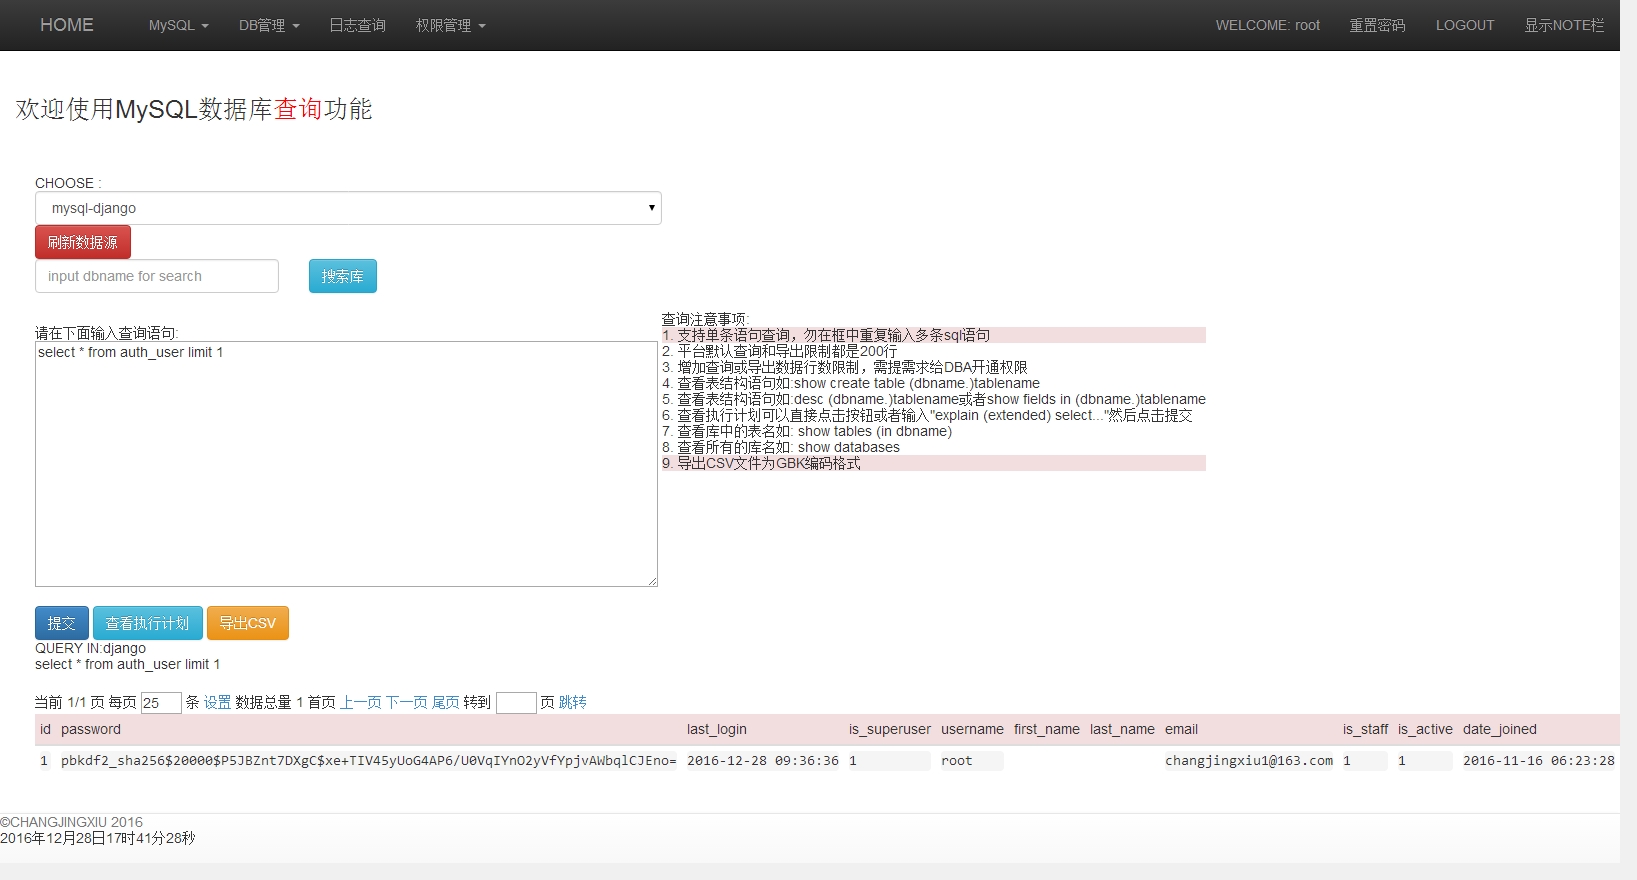 HOME MySQL DB管理 日志查询 权限管理 WELCOME: root 重置密码 LOGOUT 显示NOTE栏
欢迎使用MySQL数据库查询功能
CHOOSE :
mysql-django
刷新数据源
input dbname for search 搜索库
请在下面输入查询语句:
select * from auth_user limit 1
查询注意事项:
1. 支持单条语句查询，勿在框中重复输入多条sql语句
2. 平台默认查询和导出限制都是200行
3. 增加查询或导出数据行数限制，需提需求给DBA开通权限
4. 查看表结构语句如:show create table (dbname.)tablename
5. 查看表结构语句如:desc (dbname.)tablename或者show fields in (dbname.)tablename
6. 查看执行计划可以直接点击按钮或者输入"explain (extended) select..."然后点击提交
7. 查看库中的表名如: show tables (in dbname)
8. 查看所有的库名如: show databases
9. 导出CSV文件为GBK编码格式
提交 查看执行计划 导出CSV
QUERY IN:django
select * from auth_user limit 1
当前 1/1 页 每页 25 条 设置 数据总量 1 首页 上一页 下一页 尾页 转到 页 跳转
id password last_login is_superuser username first_name last_name email is_staff is_active date_joined
1 pbkdf2_sha256$20000$P5JBZnt7DXgC$xe+TIV45yUoG4AP6/U0VqIYnO2yVfYpjvAWbqlCJEno= 2016-12-28 09:36:36 1 root changjingxiu1@163.com 1 1 2016-11-16 06:23:28
©CHANGJINGXIU 2016
2016年12月28日17时41分28秒